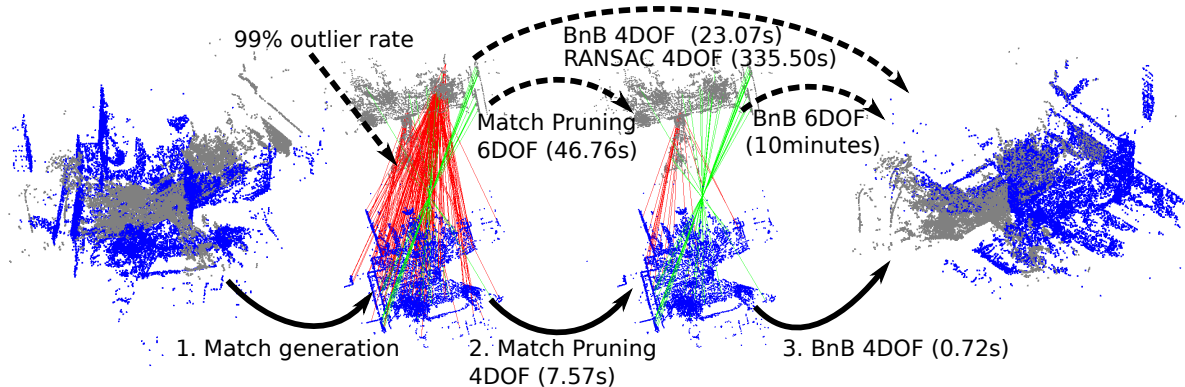 99% outlier rate
BnB 4DOF (23.07s)
RANSAC 4DOF (335.50s)
Match Pruning
6DOF (46.76s)
BnB 6DOF
(10minutes)
1. Match generation
2. Match Pruning
4DOF (7.57s)
3. BnB 4DOF (0.72s)